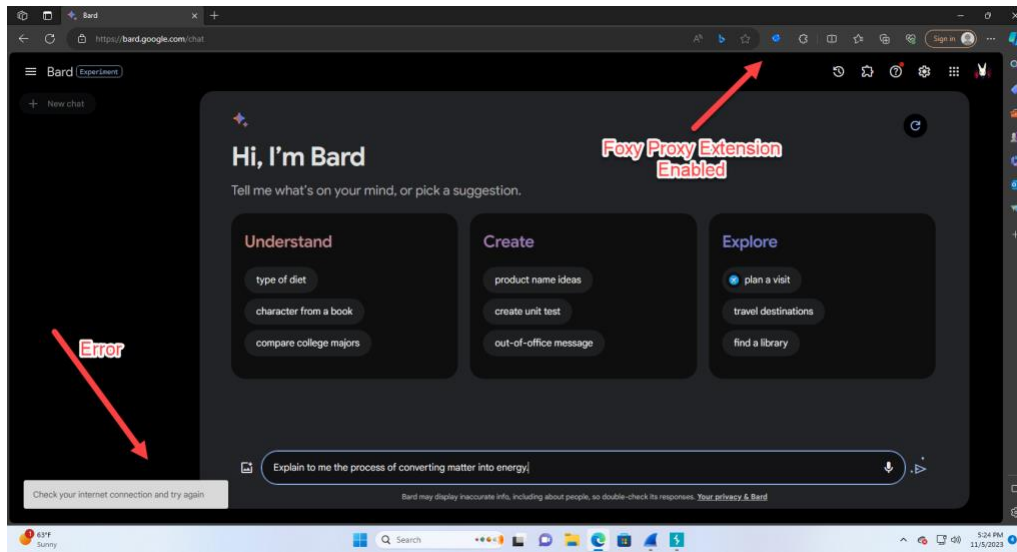 Bard
https://bard.google.com/chat
Sign in
Bard Experiment
New chat
Foxy Proxy Extension
Enabled
Hi, I'm Bard
Tell me what's on your mind, or pick a suggestion.
Understand
type of diet
character from a book
compare college majors
Create
product name ideas
create unit test
out-of-office message
Explore
plan a visit
travel destinations
find a library
Error
Explain to me the process of converting matter into energy.
Check your internet connection and try again
Bard may display inaccurate info, including about people, so double-check its responses. Your privacy & Bard
1
63°F
Sunny
Search
5:24 PM
11/5/2023